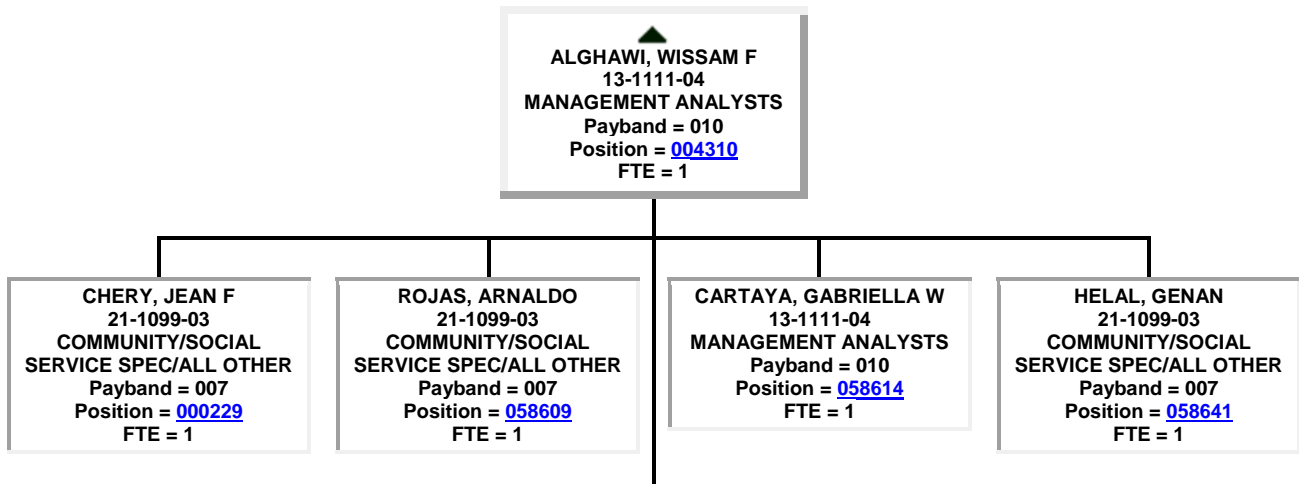 ALGHAWI, WISSAM F
13-1111-04
MANAGEMENT ANALYSTS
Payband = 010
Position = 004310
FTE = 1
CHERY, JEAN F
21-1099-03
COMMUNITY/SOCIAL
SERVICE SPEC/ALL OTHER
Payband = 007
Position = 000229
FTE = 1
ROJAS, ARNALDO
21-1099-03
COMMUNITY/SOCIAL
SERVICE SPEC/ALL OTHER
Payband = 007
Position = 058609
FTE = 1
CARTAYA, GABRIELLA W
13-1111-04
MANAGEMENT ANALYSTS
Payband = 010
Position = 058614
FTE = 1
HELAL, GENAN
21-1099-03
COMMUNITY/SOCIAL
SERVICE SPEC/ALL OTHER
Payband = 007
Position = 058641
FTE = 1